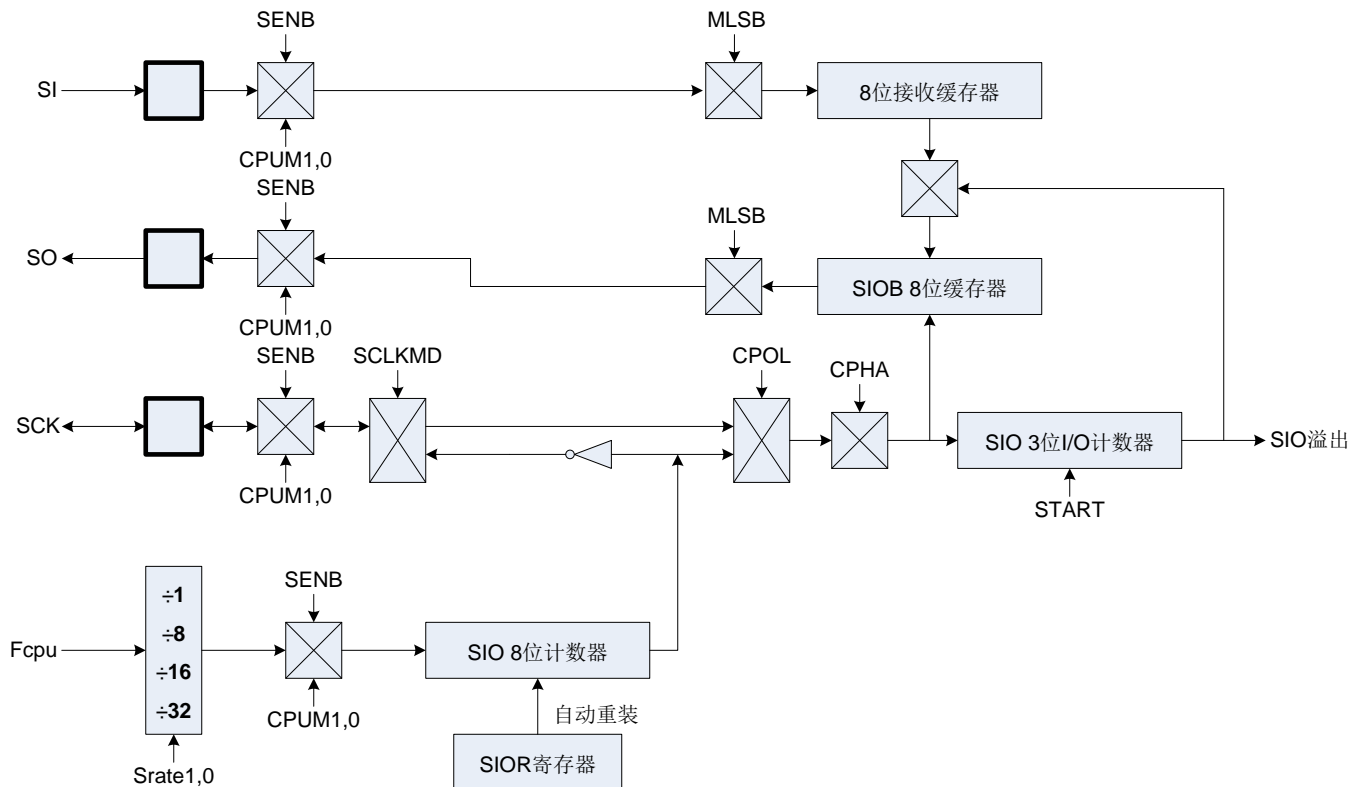 SENB
MLSB
SI
8位接收缓存器
CPUM1,0
SENB
MLSB
SO
SIOB 8位缓存器
CPUM1,0
SENB
SCLKMD
CPOL
CPHA
SCK
SIO 3位I/O计数器
SIO溢出
CPUM1,0
START
÷1
÷8
÷16
÷32
SENB
Fcpu
SIO 8位计数器
CPUM1,0
自动重装
SIOR寄存器
Srate1,0